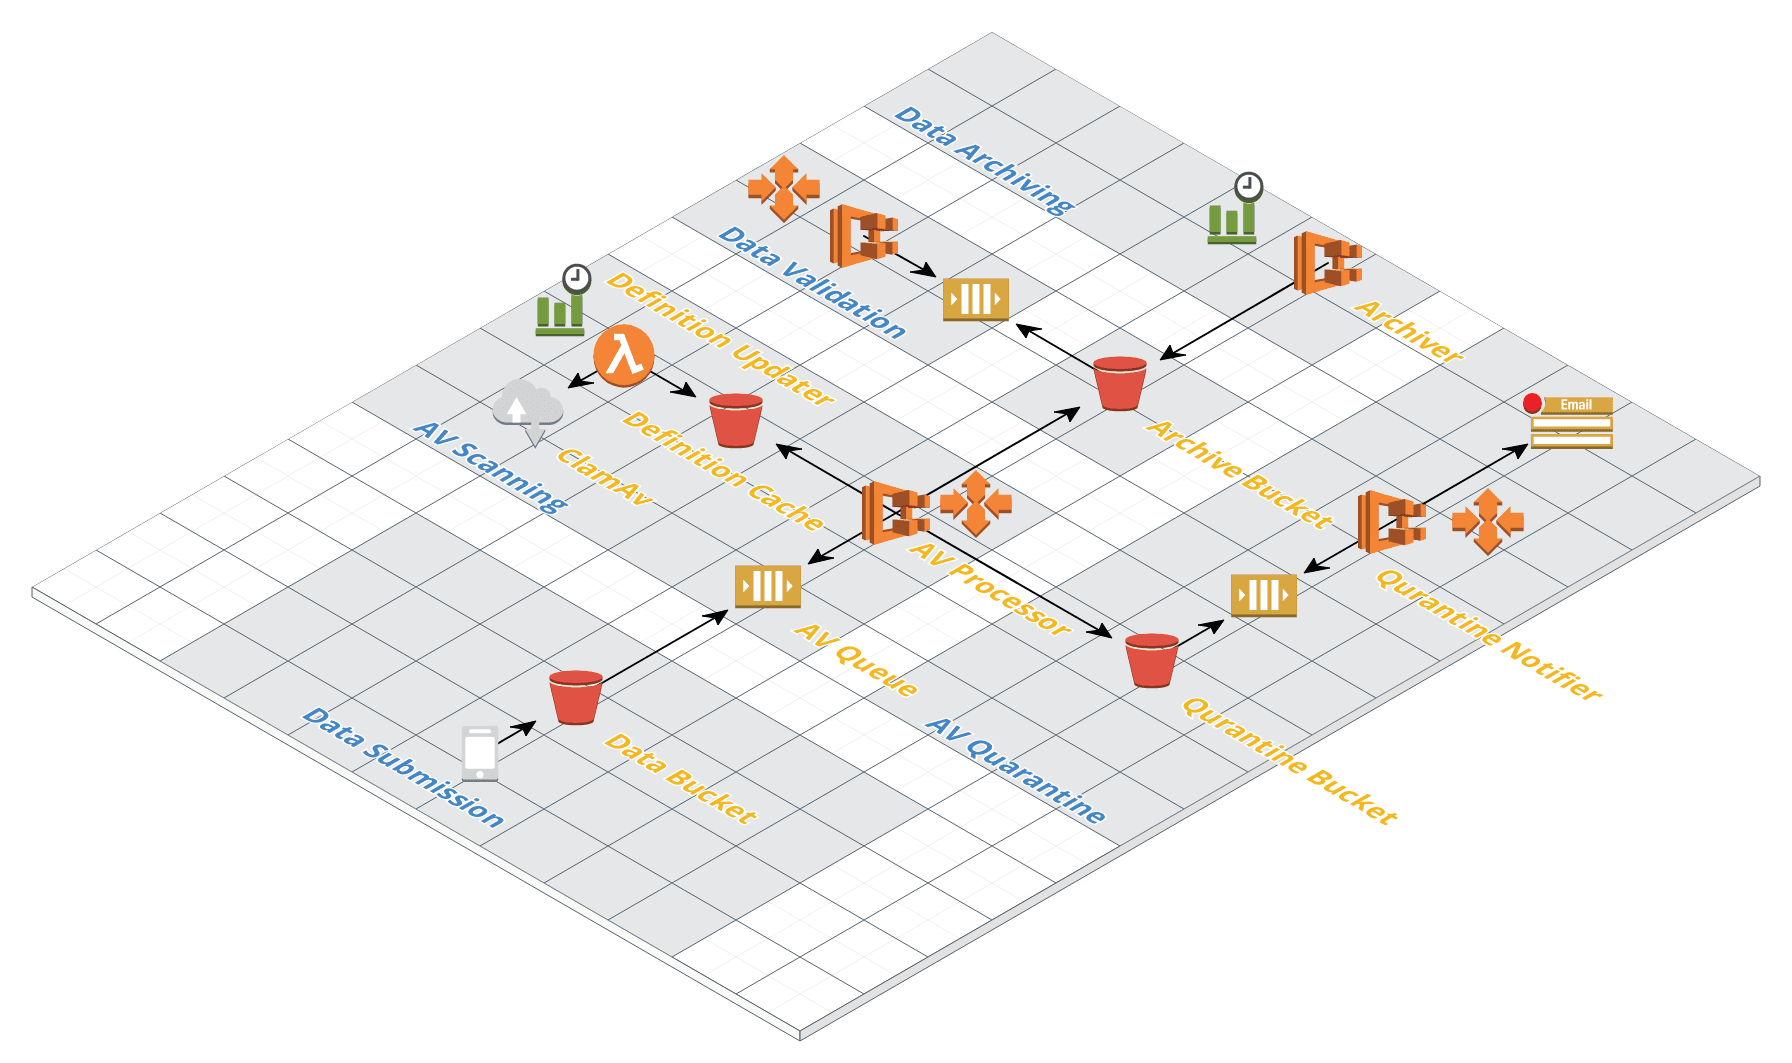 Data Archiving
Data Validation
Definition Updater
Archiver
Email
Definition Cache
AV Scanning
ClamAv
Archive Bucket
AV Processor
Qurantine Notifier
AV Queue
Qurantine Bucket
AV Quarantine
Data Submission
Data Bucket
λ